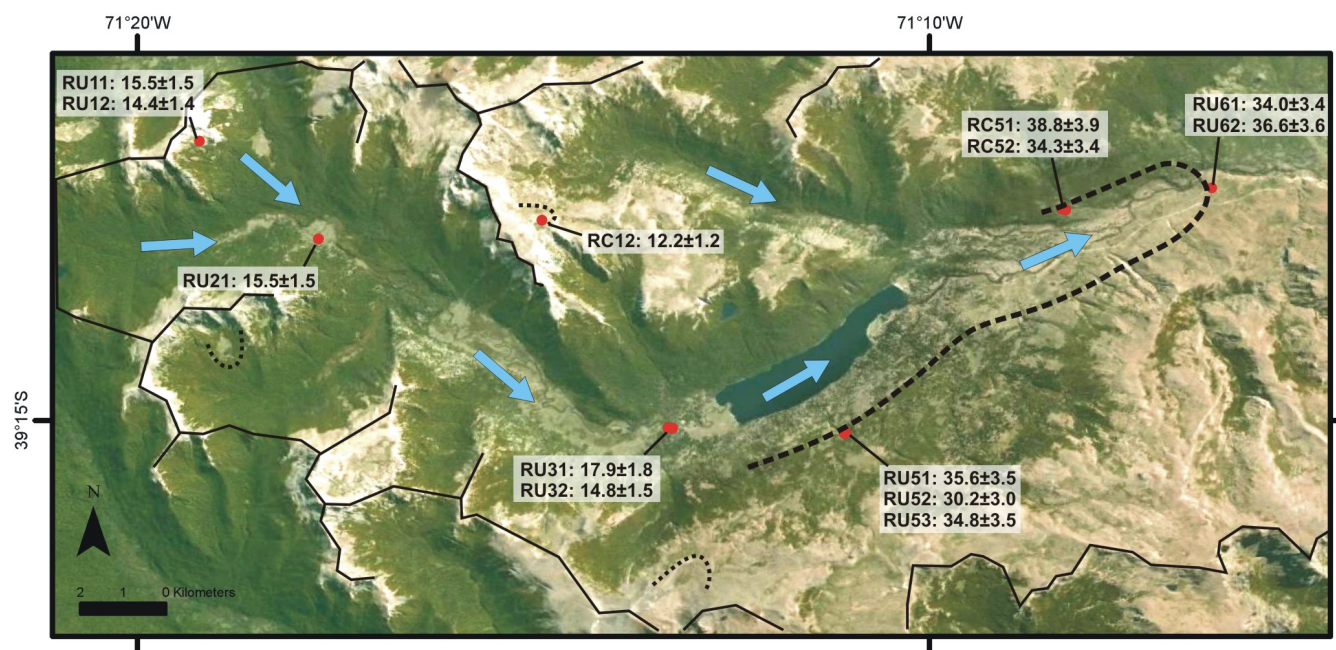 71°20'W
71°10'W
RU11: 15.5±1.5
RU12: 14.4±1.4
RU61: 34.0±3.4
RU62: 36.6±3.6
RC51: 38.8±3.9
RC52: 34.3±3.4
RC12: 12.2±1.2
RU21: 15.5±1.5
39°15'S
RU31: 17.9±1.8
RU32: 14.8±1.5
RU51: 35.6±3.5
RU52: 30.2±3.0
RU53: 34.8±3.5
N
2 1 0 Kilometers